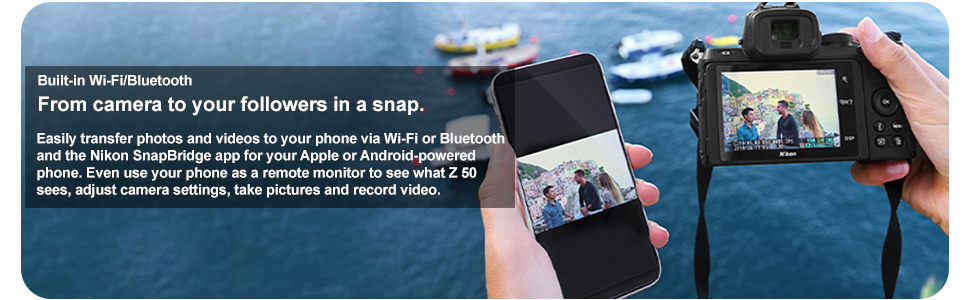 Built-in Wi-Fi/Bluetooth
From camera to your followers in a snap.
Easily transfer photos and videos to your phone via Wi-Fi or Bluetooth
and the Nikon SnapBridge app for your Apple or Android-powered
phone. Even use your phone as a remote monitor to see what Z 50
sees, adjust camera settings, take pictures and record video.
DISP
Nikon